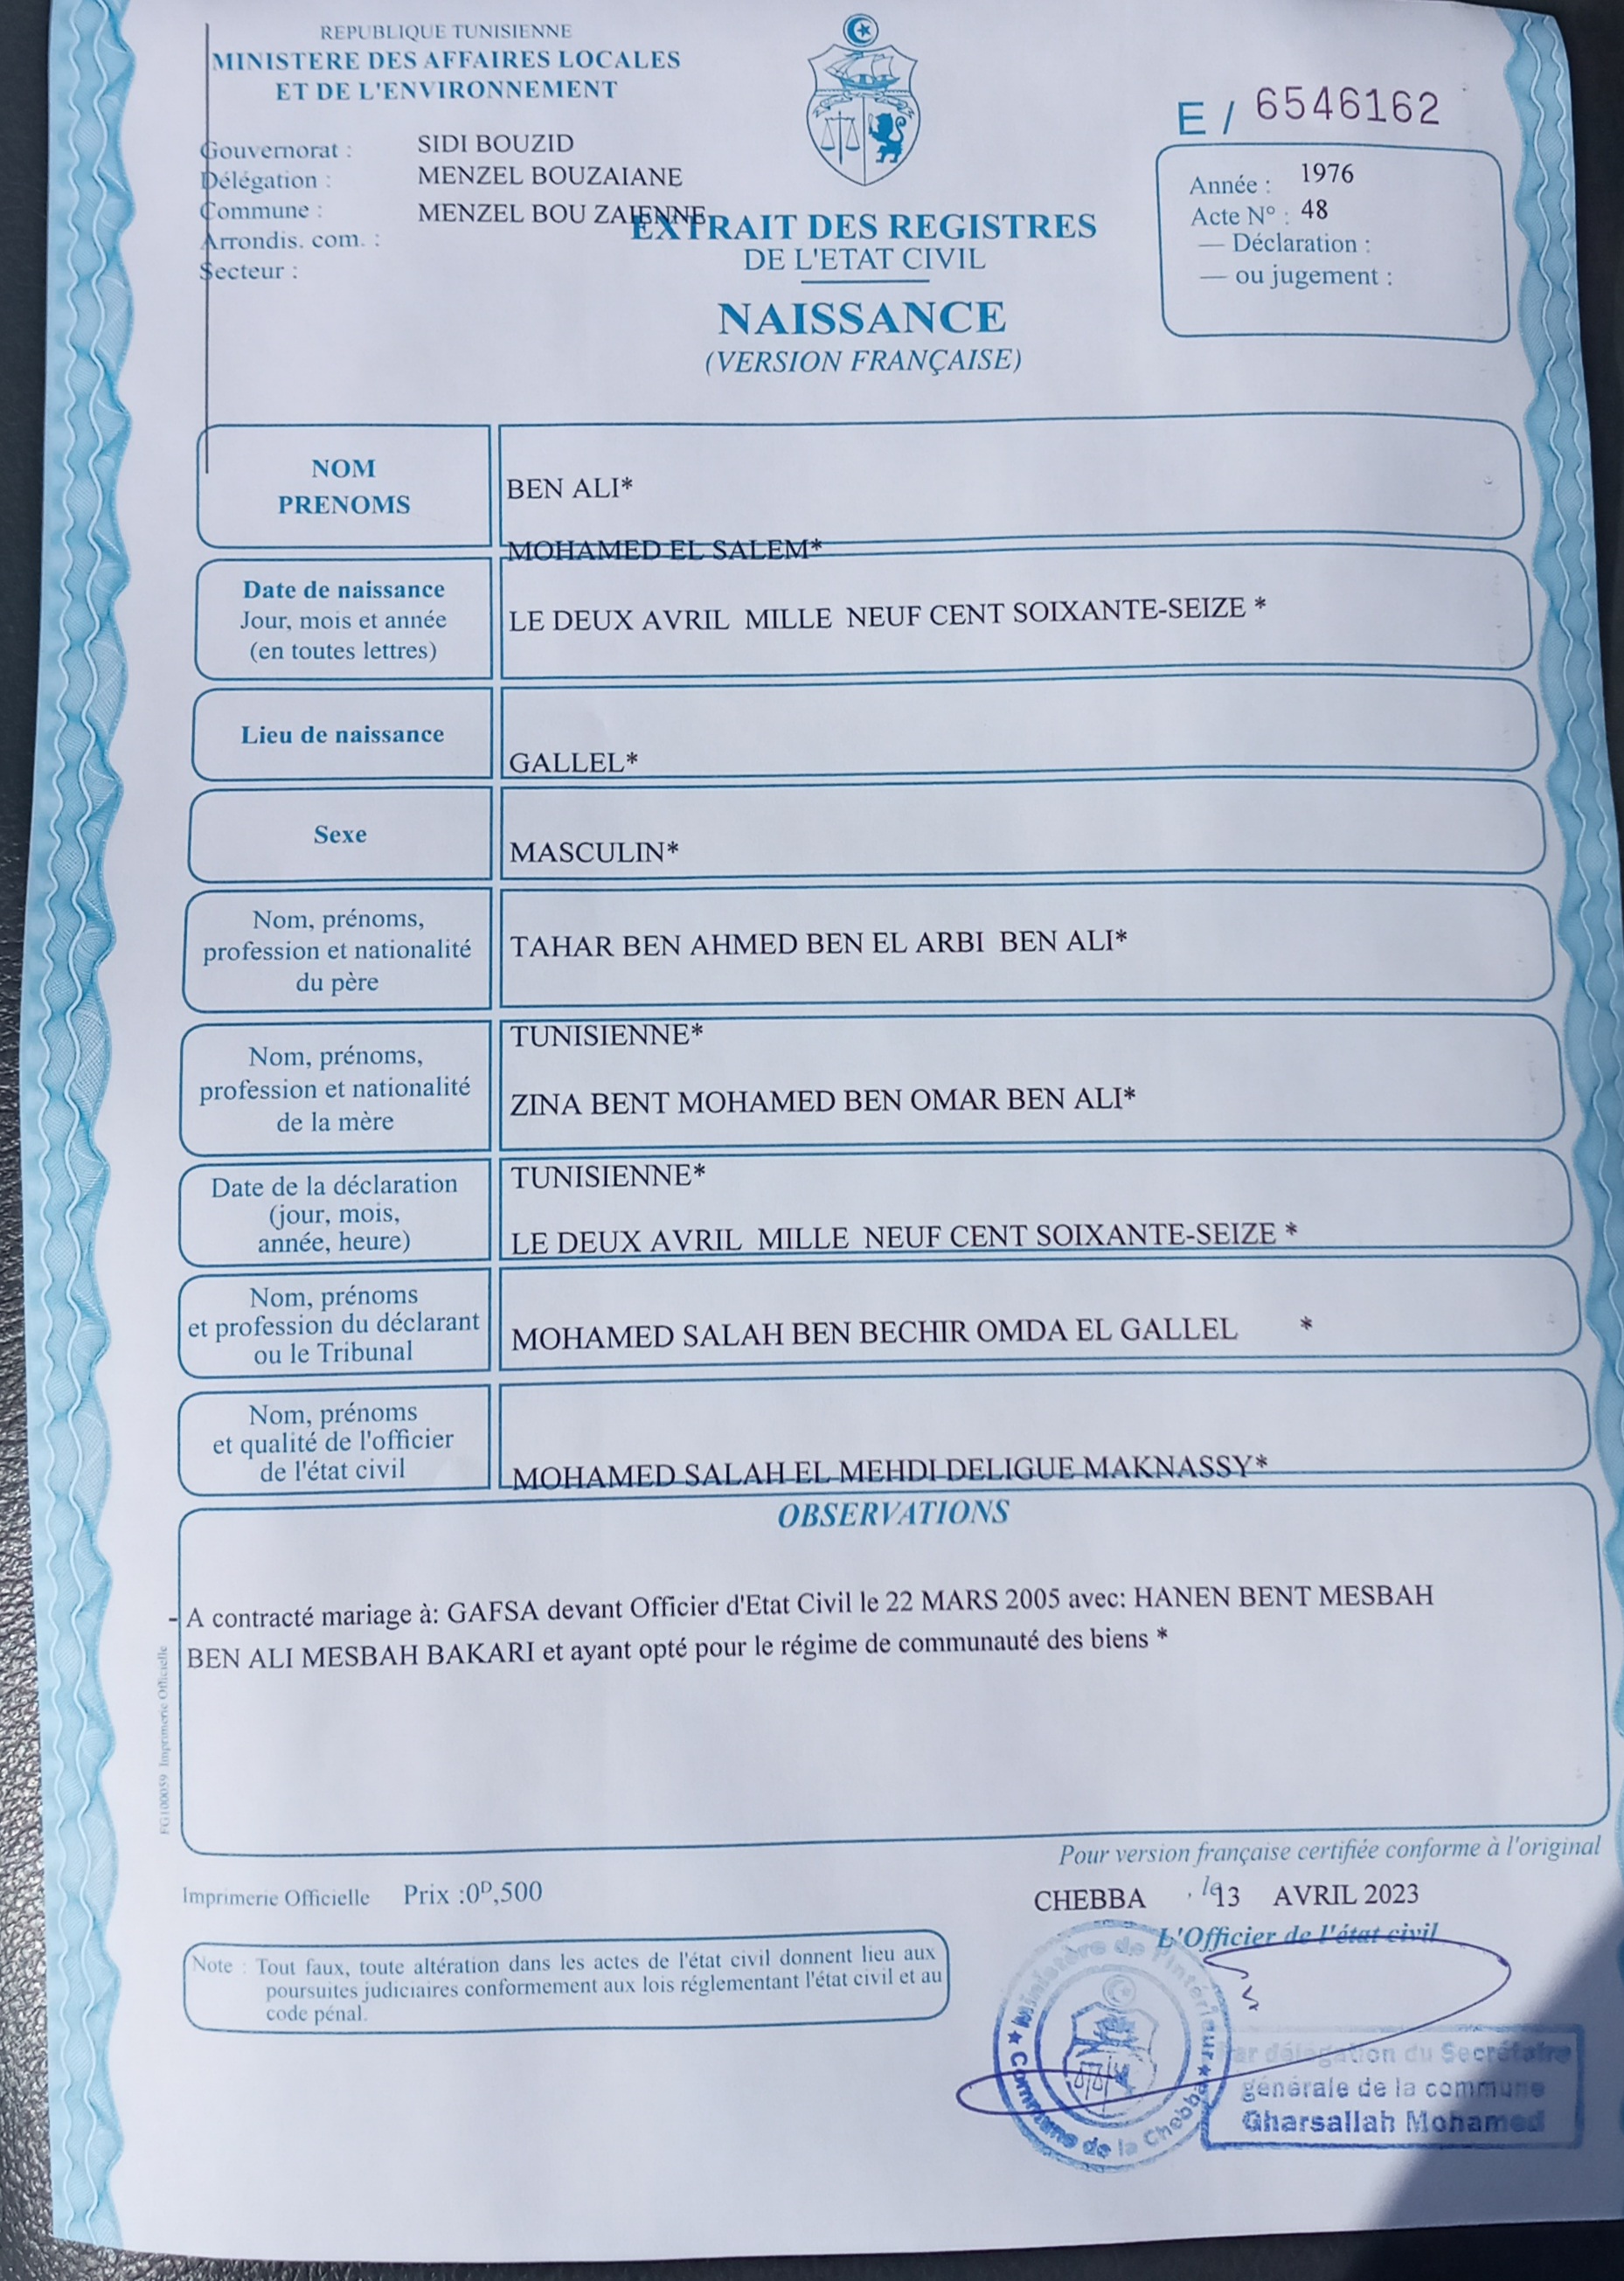 REPUBLIQUE TUNISIENNE
MINISTERE DES AFFAIRES LOCALES
ET DE L'ENVIRONNEMENT
Gouvernorat : SIDI BOUZID
Délégation : MENZEL BOUZAIANE
Commune : MENZEL BOU ZAIENNE
Arrondis. com. :
Secteur :
E / 6546162
Année : 1976
Acte N° : 48
— Déclaration :
— ou jugement :
EXTRAIT DES REGISTRES
DE L'ETAT CIVIL
NAISSANCE
(VERSION FRANÇAISE)
NOM
PRENOMS
BEN ALI*
MOHAMED EL SALEM*
Date de naissance
Jour, mois et année
(en toutes lettres)
LE DEUX AVRIL MILLE NEUF CENT SOIXANTE-SEIZE *
Lieu de naissance
GALLEL*
Sexe
MASCULIN*
Nom, prénoms,
profession et nationalité
du père
TAHAR BEN AHMED BEN EL ARBI BEN ALI*
TUNISIENNE*
Nom, prénoms,
profession et nationalité
de la mère
ZINA BENT MOHAMED BEN OMAR BEN ALI*
TUNISIENNE*
Date de la déclaration
(jour, mois,
année, heure)
LE DEUX AVRIL MILLE NEUF CENT SOIXANTE-SEIZE *
Nom, prénoms
et profession du déclarant
ou le Tribunal
MOHAMED SALAH BEN BECHIR OMDA EL GALLEL *
Nom, prénoms
et qualité de l'officier
de l'état civil
MOHAMED SALAH EL MEHDI DELIGUE MAKNASSY*
OBSERVATIONS
- A contracté mariage à: GAFSA devant Officier d'Etat Civil le 22 MARS 2005 avec: HANEN BENT MESBAH
BEN ALI MESBAH BAKARI et ayant opté pour le régime de communauté des biens *
FG100059 Imprimerie Officielle
Pour version française certifiée conforme à l'original
Imprimerie Officielle Prix :0ᴰ,500
CHEBBA , le 13 AVRIL 2023
L'Officier de l'état civil
Note : Tout faux, toute altération dans les actes de l'état civil donnent lieu aux
poursuites judiciaires conformement aux lois réglementant l'état civil et au
code pénal.
Ministère de l'intérieur
Commune de la Chebba
Par délégation du Secrétaire
générale de la commune
Gharsallah Mohamed